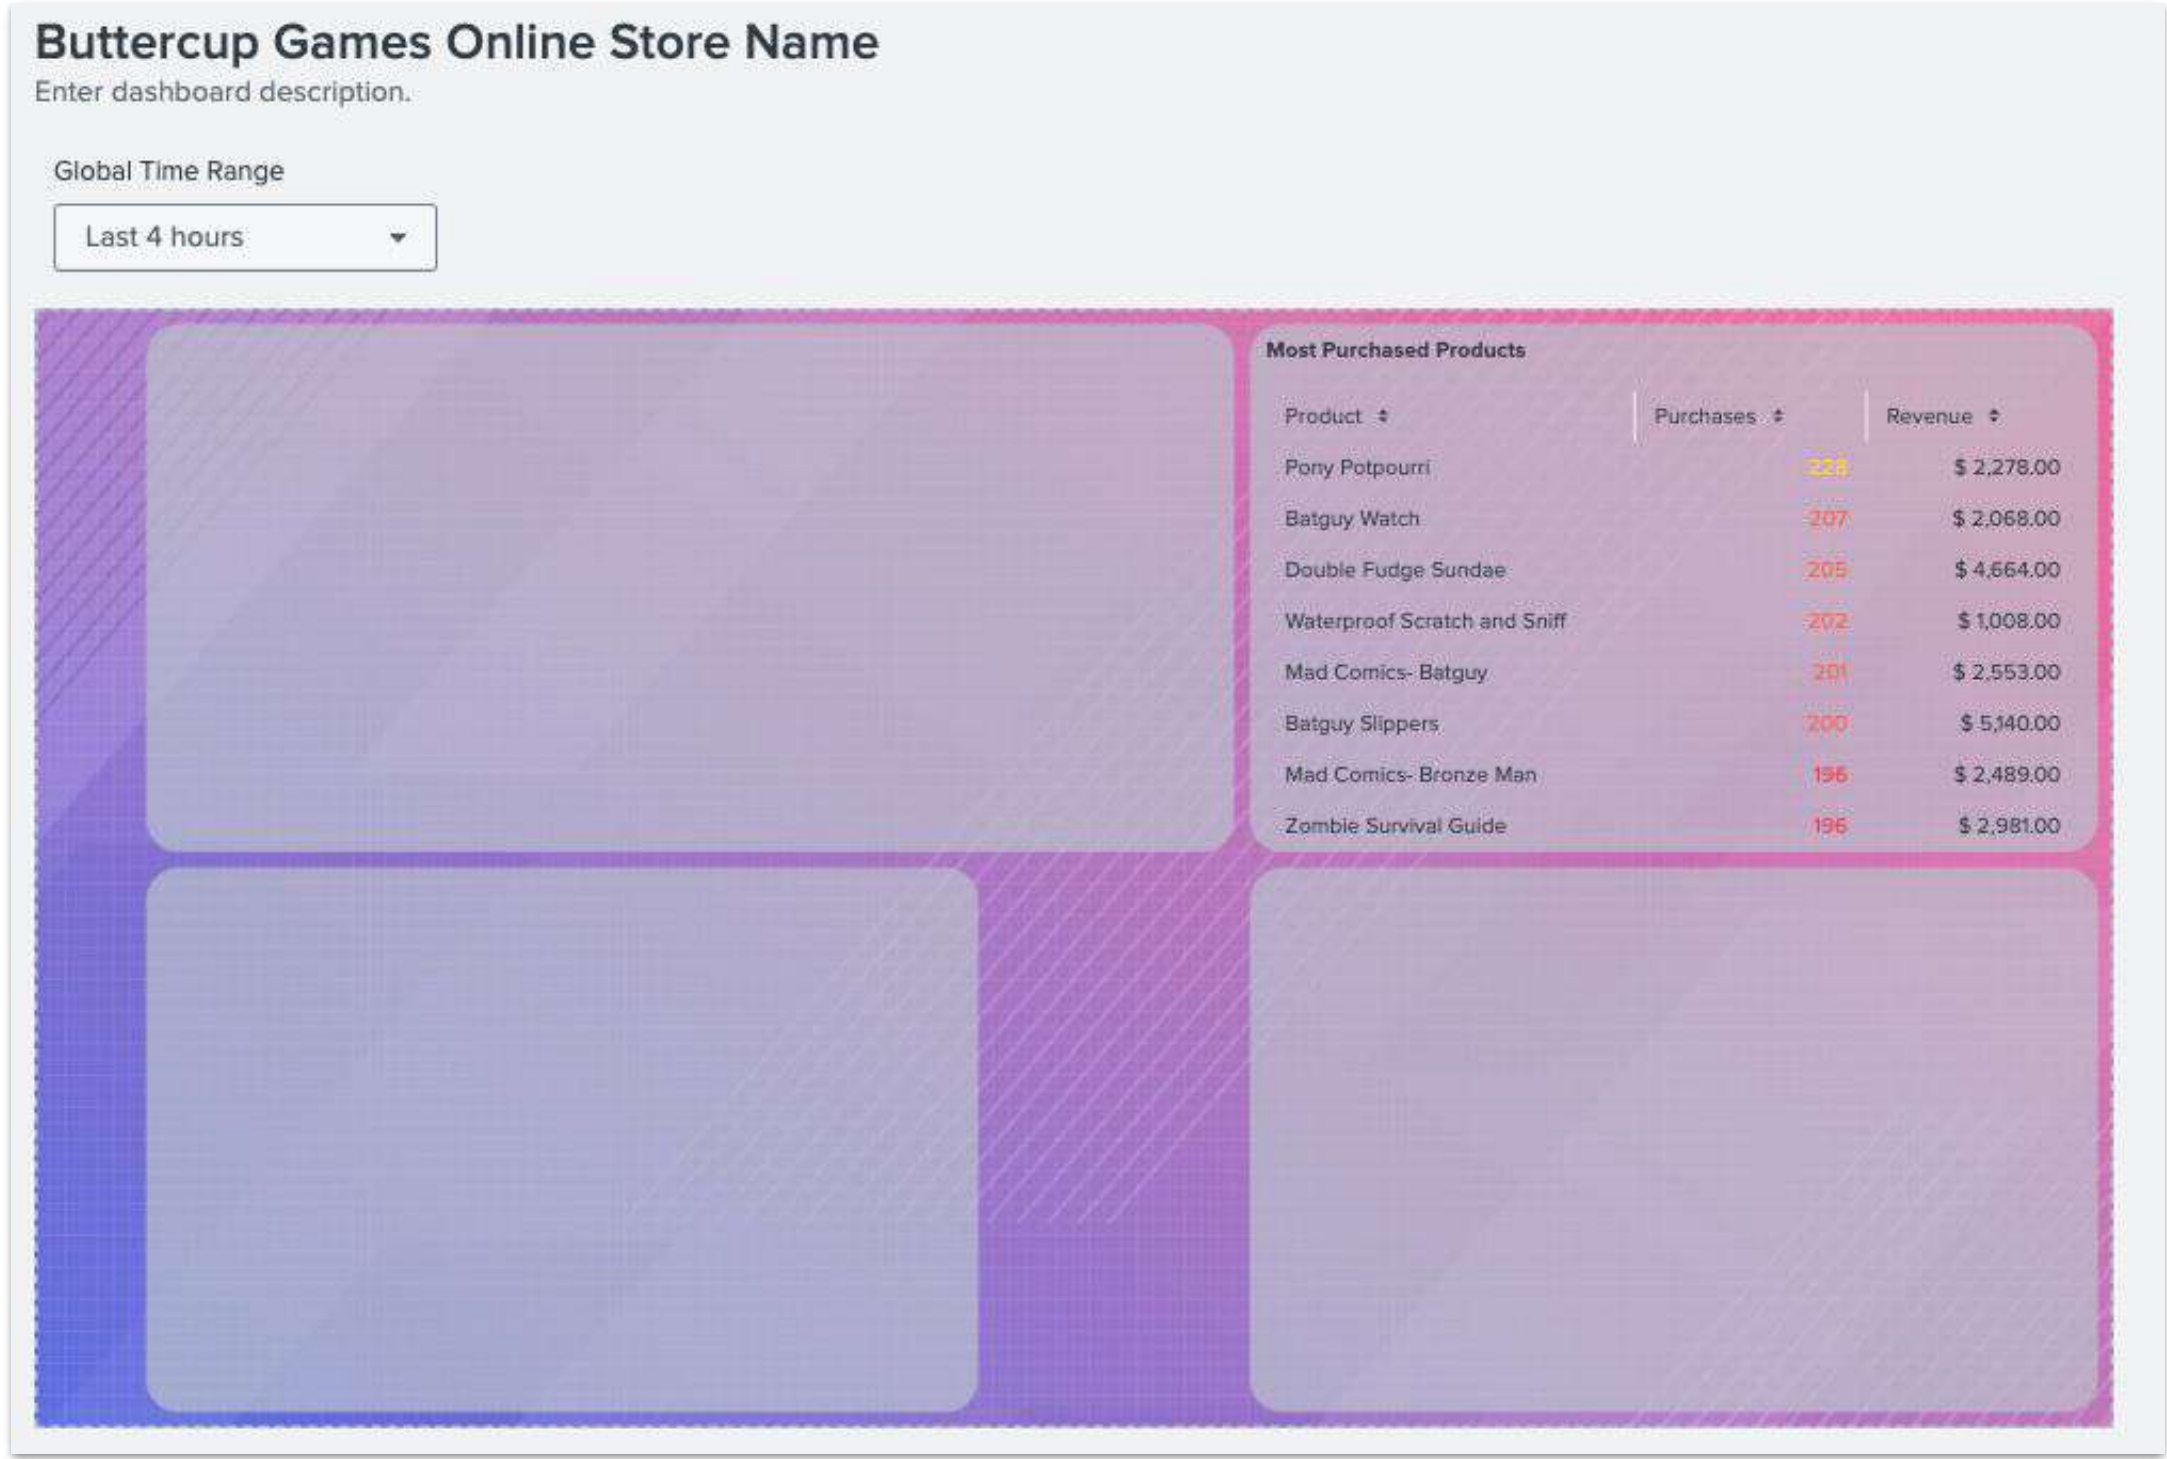 Buttercup Games Online Store Name
Enter dashboard description.
Global Time Range
Last 4 hours
Most Purchased Products
Product Purchases Revenue
Pony Potpourri 228 $ 2,278.00
Batguy Watch 207 $ 2,068.00
Double Fudge Sundae 205 $ 4,664.00
Waterproof Scratch and Sniff 202 $ 1,008.00
Mad Comics- Batguy 201 $ 2,553.00
Batguy Slippers 200 $ 5,140.00
Mad Comics- Bronze Man 196 $ 2,489.00
Zombie Survival Guide 196 $ 2,981.00